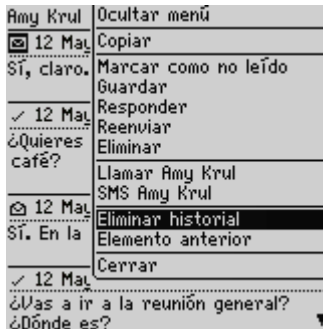 Amy Krul
Ocultar menú
12 May
Copiar
Sí, claro.
Marcar como no leído
Guardar
12 May
Responder
Reenviar
¿Quieres
Eliminar
café?
Llamar Amy Krul
SMS Amy Krul
12 May
Eliminar historial
Sí. En la
Elemento anterior
Cerrar
12 May
¿Vas a ir a la reunión general?
¿Dónde es?